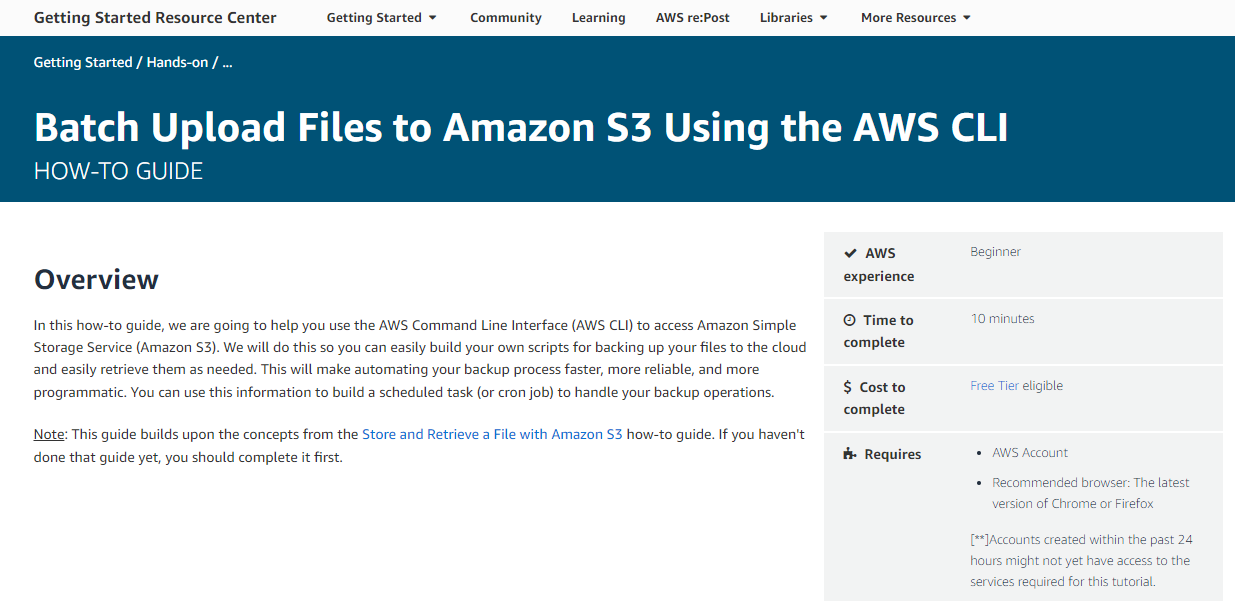 Getting Started Resource Center
Getting Started
Community
Learning
AWS re:Post
Libraries
More Resources
Getting Started / Hands-on / ...
Batch Upload Files to Amazon S3 Using the AWS CLI
HOW-TO GUIDE
Overview
In this how-to guide, we are going to help you use the AWS Command Line Interface (AWS CLI) to access Amazon Simple
Storage Service (Amazon S3). We will do this so you can easily build your own scripts for backing up your files to the cloud
and easily retrieve them as needed. This will make automating your backup process faster, more reliable, and more
programmatic. You can use this information to build a scheduled task (or cron job) to handle your backup operations.
Note: This guide builds upon the concepts from the Store and Retrieve a File with Amazon S3 how-to guide. If you haven't
done that guide yet, you should complete it first.
AWS
experience
Beginner
Time to
complete
10 minutes
$ Cost to
complete
Free Tier eligible
Requires
• AWS Account
• Recommended browser: The latest
version of Chrome or Firefox
[**]Accounts created within the past 24
hours might not yet have access to the
services required for this tutorial.